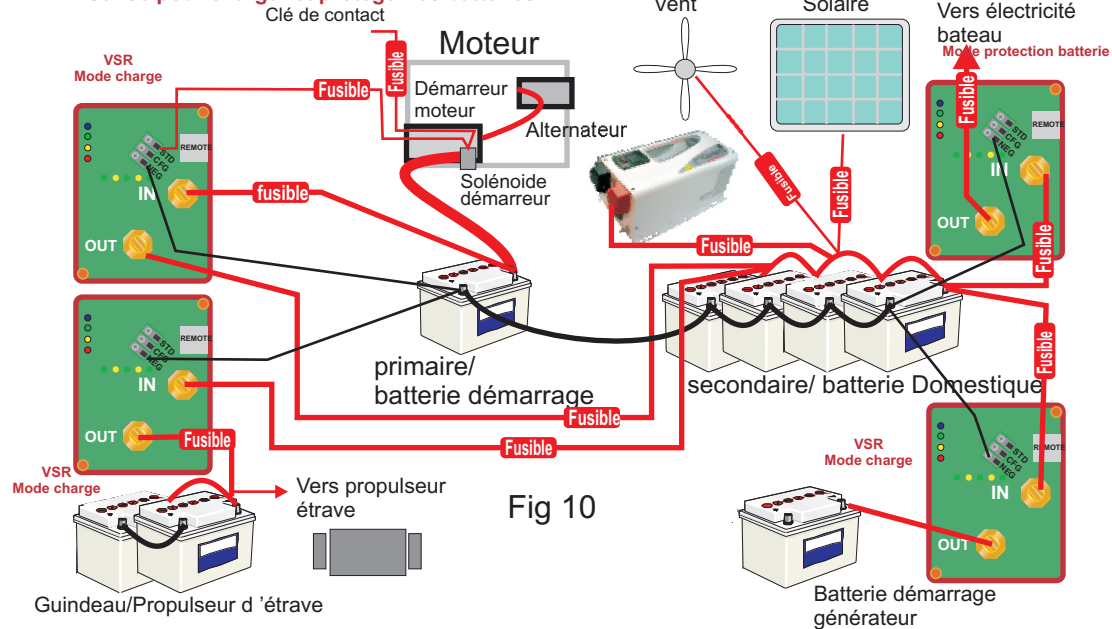 Clé de contact
Vent
Solaire
Vers électricité
bateau
Mode protection batterie
VSR
Mode charge
Moteur
Fusible
Fusible
Démarreur
moteur
Alternateur
Solénoide
démarreur
Fusible
Fusible
Fusible
STD
CFG
NEG
REMOTE
IN
OUT
fusible
STD
CFG
NEG
REMOTE
IN
OUT
Fusible
Fusible
STD
CFG
NEG
REMOTE
IN
OUT
Fusible
primaire/
batterie démarrage
secondaire/ batterie Domestique
Fusible
Fusible
Fusible
VSR
Mode charge
Vers propulseur
étrave
Fig 10
Guindeau/Propulseur d 'étrave
VSR
Mode charge
STD
CFG
NEG
REMOTE
IN
OUT
Fusible
Batterie démarrage
générateur